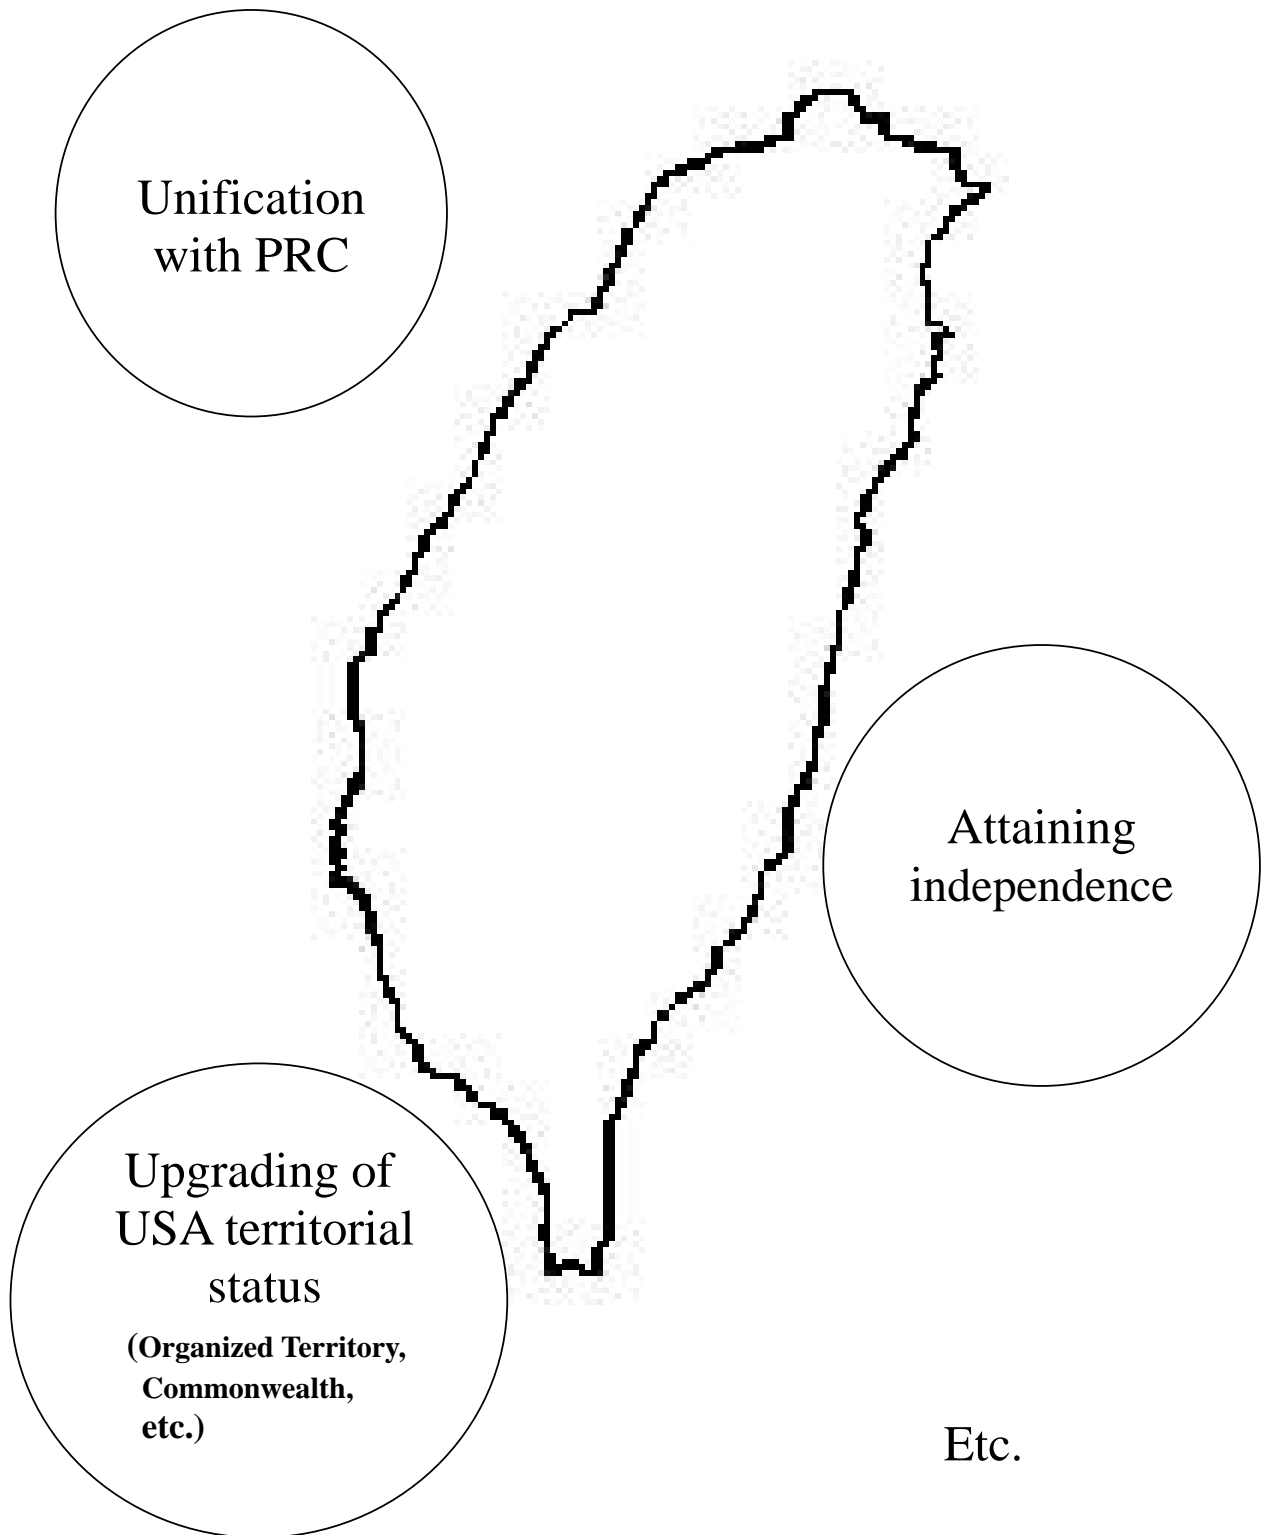 Unification
with PRC
Attaining
independence
Upgrading of
USA territorial
status
(Organized Territory,
Commonwealth,
etc.)
Etc.